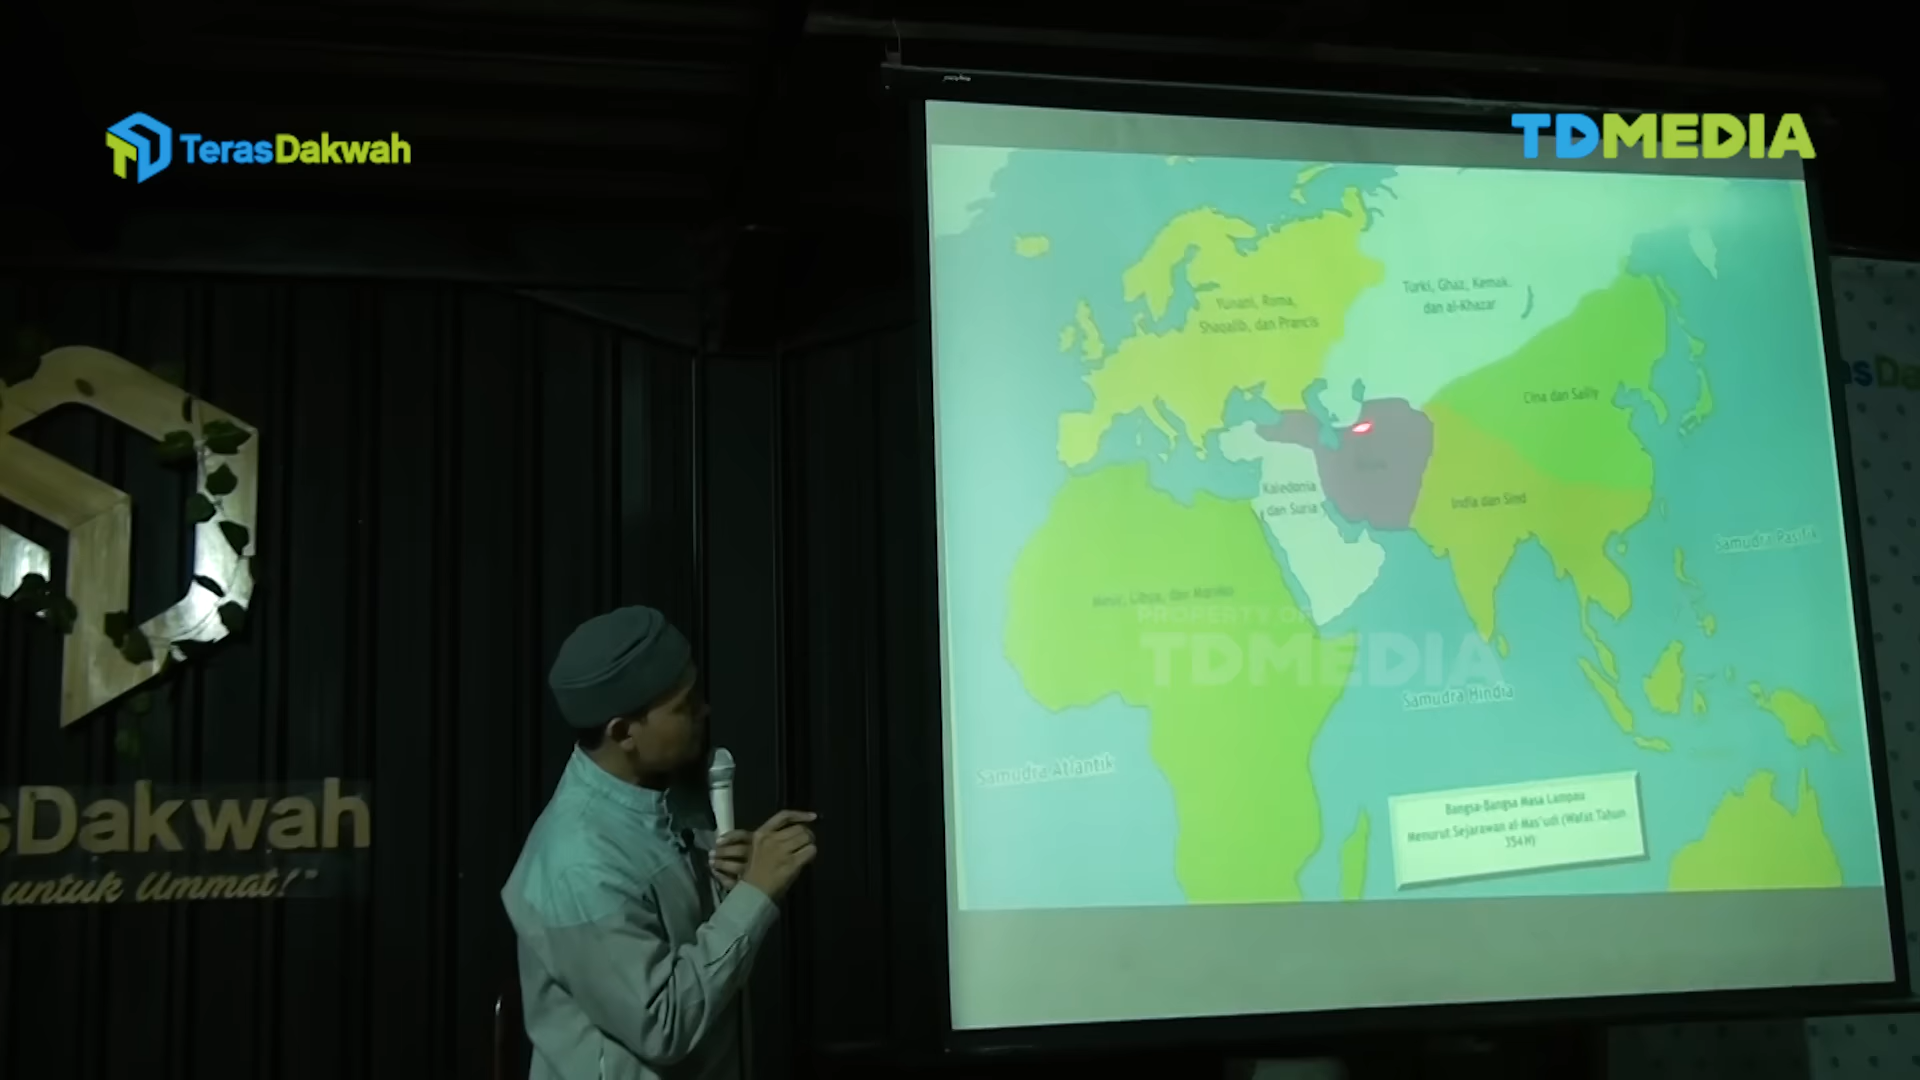 TerasDakwah
TDMEDIA
Yunani, Roma,
Shaqalib, dan Prancis
Turki, Ghaz, Kemak,
dan al-Khazar
Cina dan Sailly
Kaledonia
dan Suria
India dan Sind
Samudra Pasifik
Mesir, Libya, dan Maroko
PROPERTY OF
TDMEDIA
Samudra Hindia
Samudra Atlantik
Bangsa-Bangsa Masa Lampau
Menurut Sejarawan al-Mas'udi (Wafat Tahun
354 H)
sDakwah
untuk Ummat!"
asDa